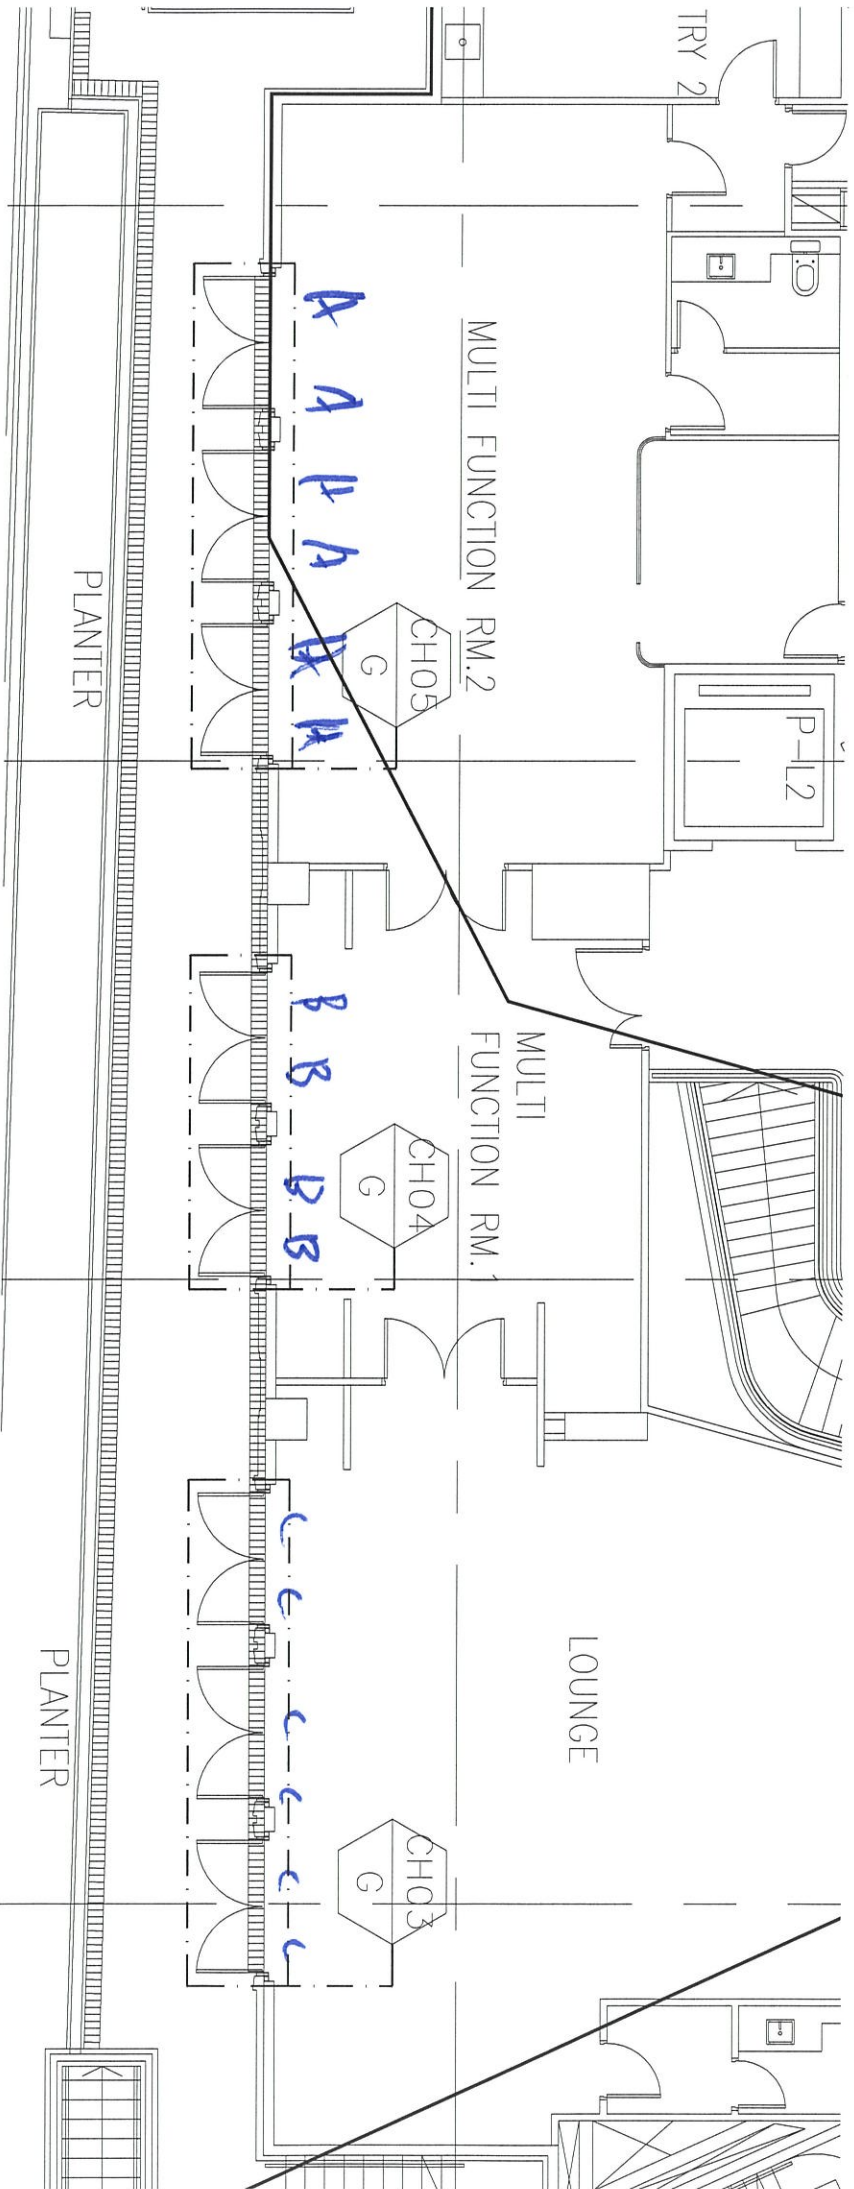 TRY 2
A
A
A
A
A
A
MULTI FUNCTION RM.2
CH05
G
PLANTER
P-L2
B
B
B
B
MULTI
FUNCTION RM.1
CH04
G
C
C
C
C
C
C
LOUNGE
CH03
G
PLANTER